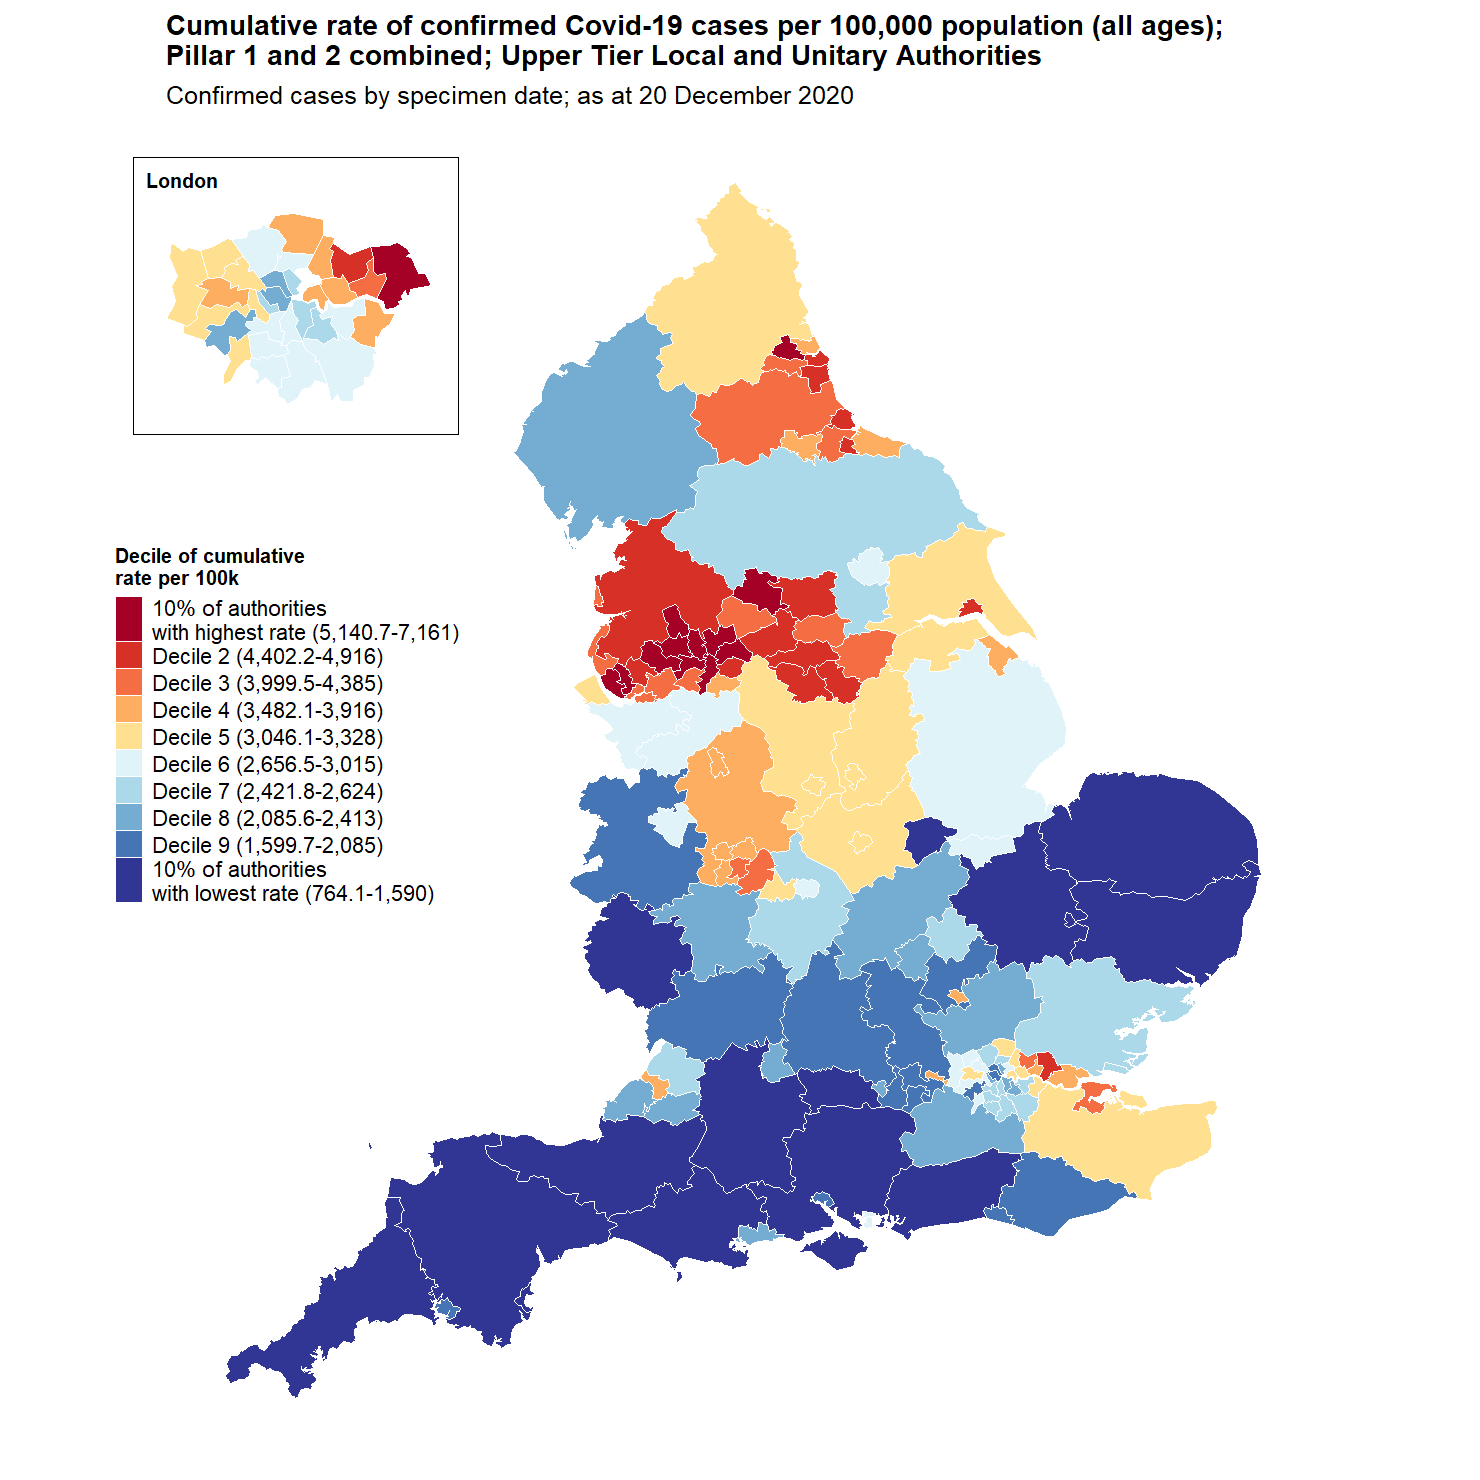 Cumulative rate of confirmed Covid-19 cases per 100,000 population (all ages);
Pillar 1 and 2 combined; Upper Tier Local and Unitary Authorities
Confirmed cases by specimen date; as at 20 December 2020
London
Decile of cumulative
rate per 100k
10% of authorities
with highest rate (5,140.7-7,161)
Decile 2 (4,402.2-4,916)
Decile 3 (3,999.5-4,385)
Decile 4 (3,482.1-3,916)
Decile 5 (3,046.1-3,328)
Decile 6 (2,656.5-3,015)
Decile 7 (2,421.8-2,624)
Decile 8 (2,085.6-2,413)
Decile 9 (1,599.7-2,085)
10% of authorities
with lowest rate (764.1-1,590)